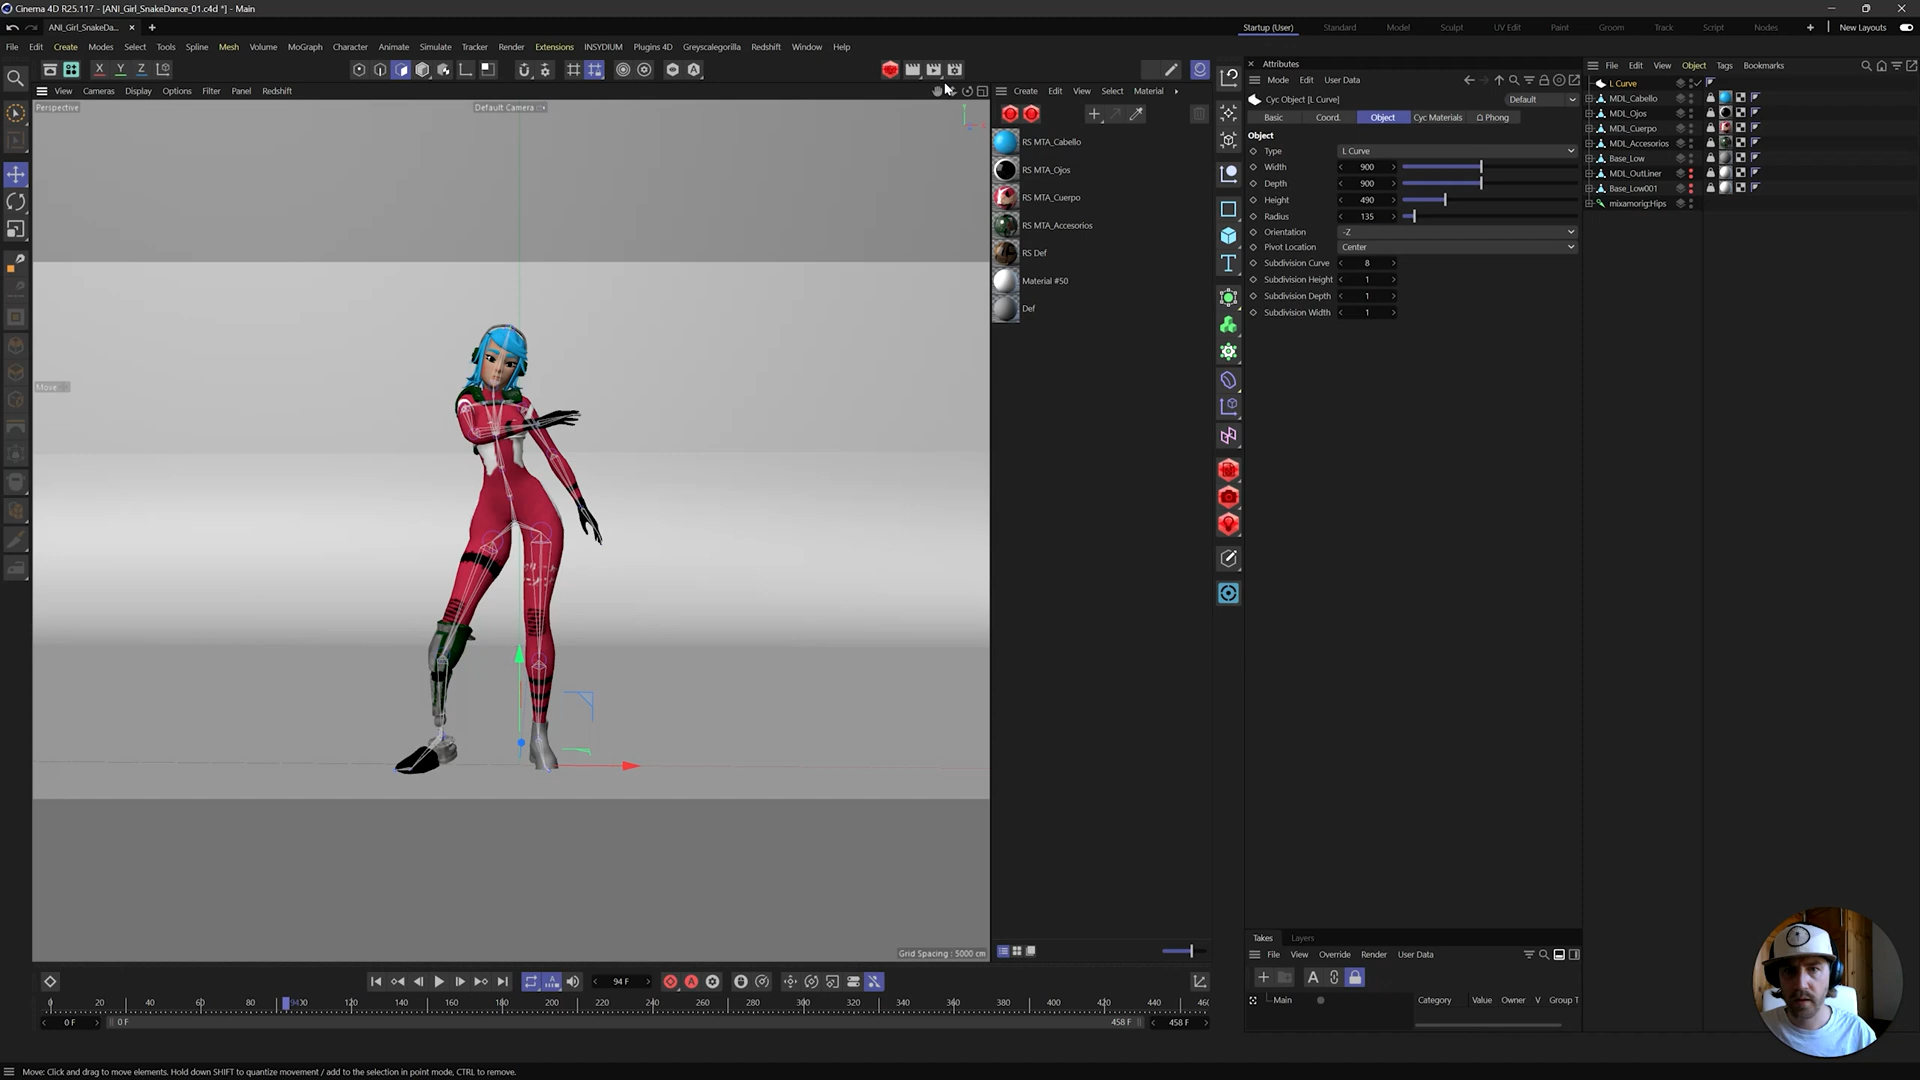 Cinema 4D R25.117 - [ANI_Girl_SnakeDance_01.c4d *] - Main
ANI_Girl_SnakeDa...
Startup (User)
Standard
Model
Sculpt
UV Edit
Paint
Groom
Track
Script
Nodes
New Layouts
File Edit Create Modes Select Tools Spline Mesh Volume MoGraph Character Animate Simulate Tracker Render Extensions INSYDIUM Plugins 4D Greyscalegorilla Redshift Window Help
View Cameras Display Options Filter Panel Redshift
Perspective
Default Camera
Move
Grid Spacing : 5000 cm
Create Edit View Select Material
RS MTA_Cabello
RS MTA_Ojos
RS MTA_Cuerpo
RS MTA_Accesorios
RS Def
Material #50
Def
Attributes
Mode Edit User Data
Cyc Object [L Curve]
Default
Basic Coord. Object Cyc Materials Phong
Object
Type L Curve
Width 900
Depth 900
Height 490
Radius 135
Orientation -Z
Pivot Location Center
Subdivision Curve 8
Subdivision Height 1
Subdivision Depth 1
Subdivision Width 1
File Edit View Object Tags Bookmarks
L Curve
MDL_Cabello
MDL_Ojos
MDL_Cuerpo
MDL_Accesorios
Base_Low
MDL_OutLiner
Base_Low001
mixamorig:Hips
Takes Layers
File View Override Render User Data
Main
Category Value Owner V Group T
94 F
0 20 40 60 80 9400 120 140 160 180 200 220 240 260 280 300 320 340 360 380 400 420 440 46
0 F
0 F
458 F
458 F
Move: Click and drag to move elements. Hold down SHIFT to quantize movement / add to the selection in point mode, CTRL to remove.